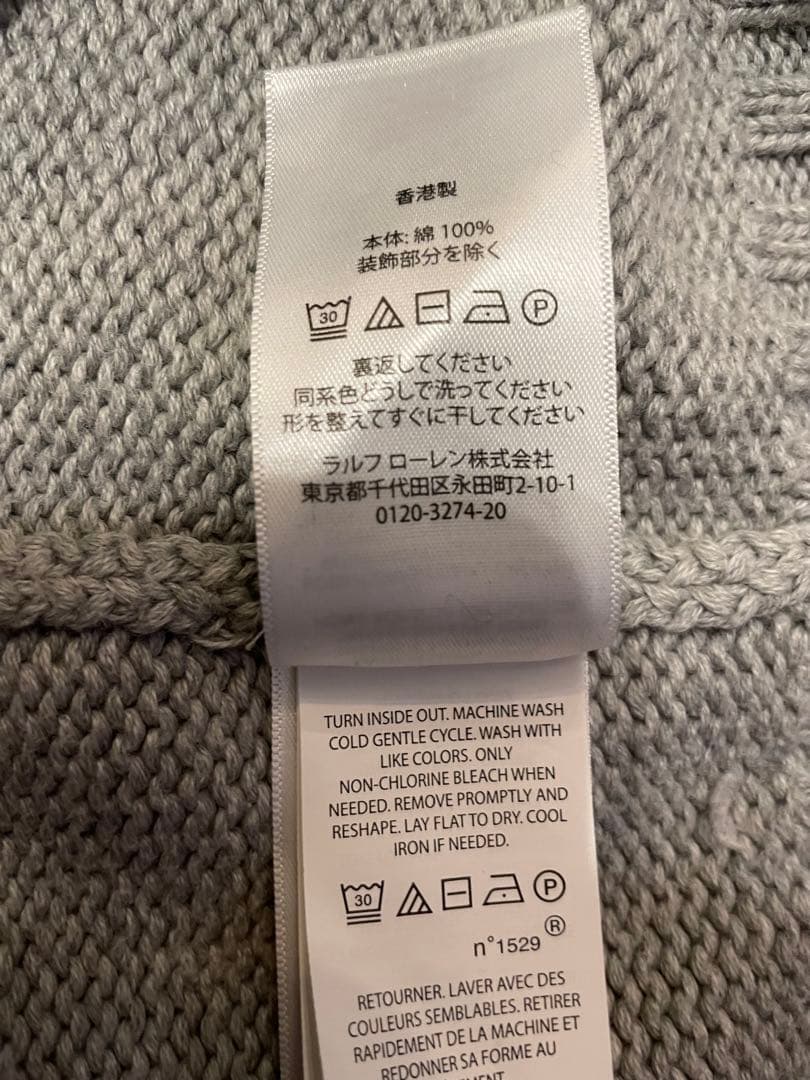 香港製
本体: 綿 100%
装飾部分を除く
30
P
裏返してください
同系色どうしで洗ってください
形を整えてすぐに干してください
ラルフ ローレン株式会社
東京都千代田区永田町2-10-1
0120-3274-20
TURN INSIDE OUT. MACHINE WASH
COLD GENTLE CYCLE. WASH WITH
LIKE COLORS. ONLY
NON-CHLORINE BLEACH WHEN
NEEDED. REMOVE PROMPTLY AND
RESHAPE. LAY FLAT TO DRY. COOL
IRON IF NEEDED.
30
P
n°1529®
RETOURNER. LAVER AVEC DES
COULEURS SEMBLABLES. RETIRER
RAPIDEMENT DE LA MACHINE ET
REDONNER SA FORME AU